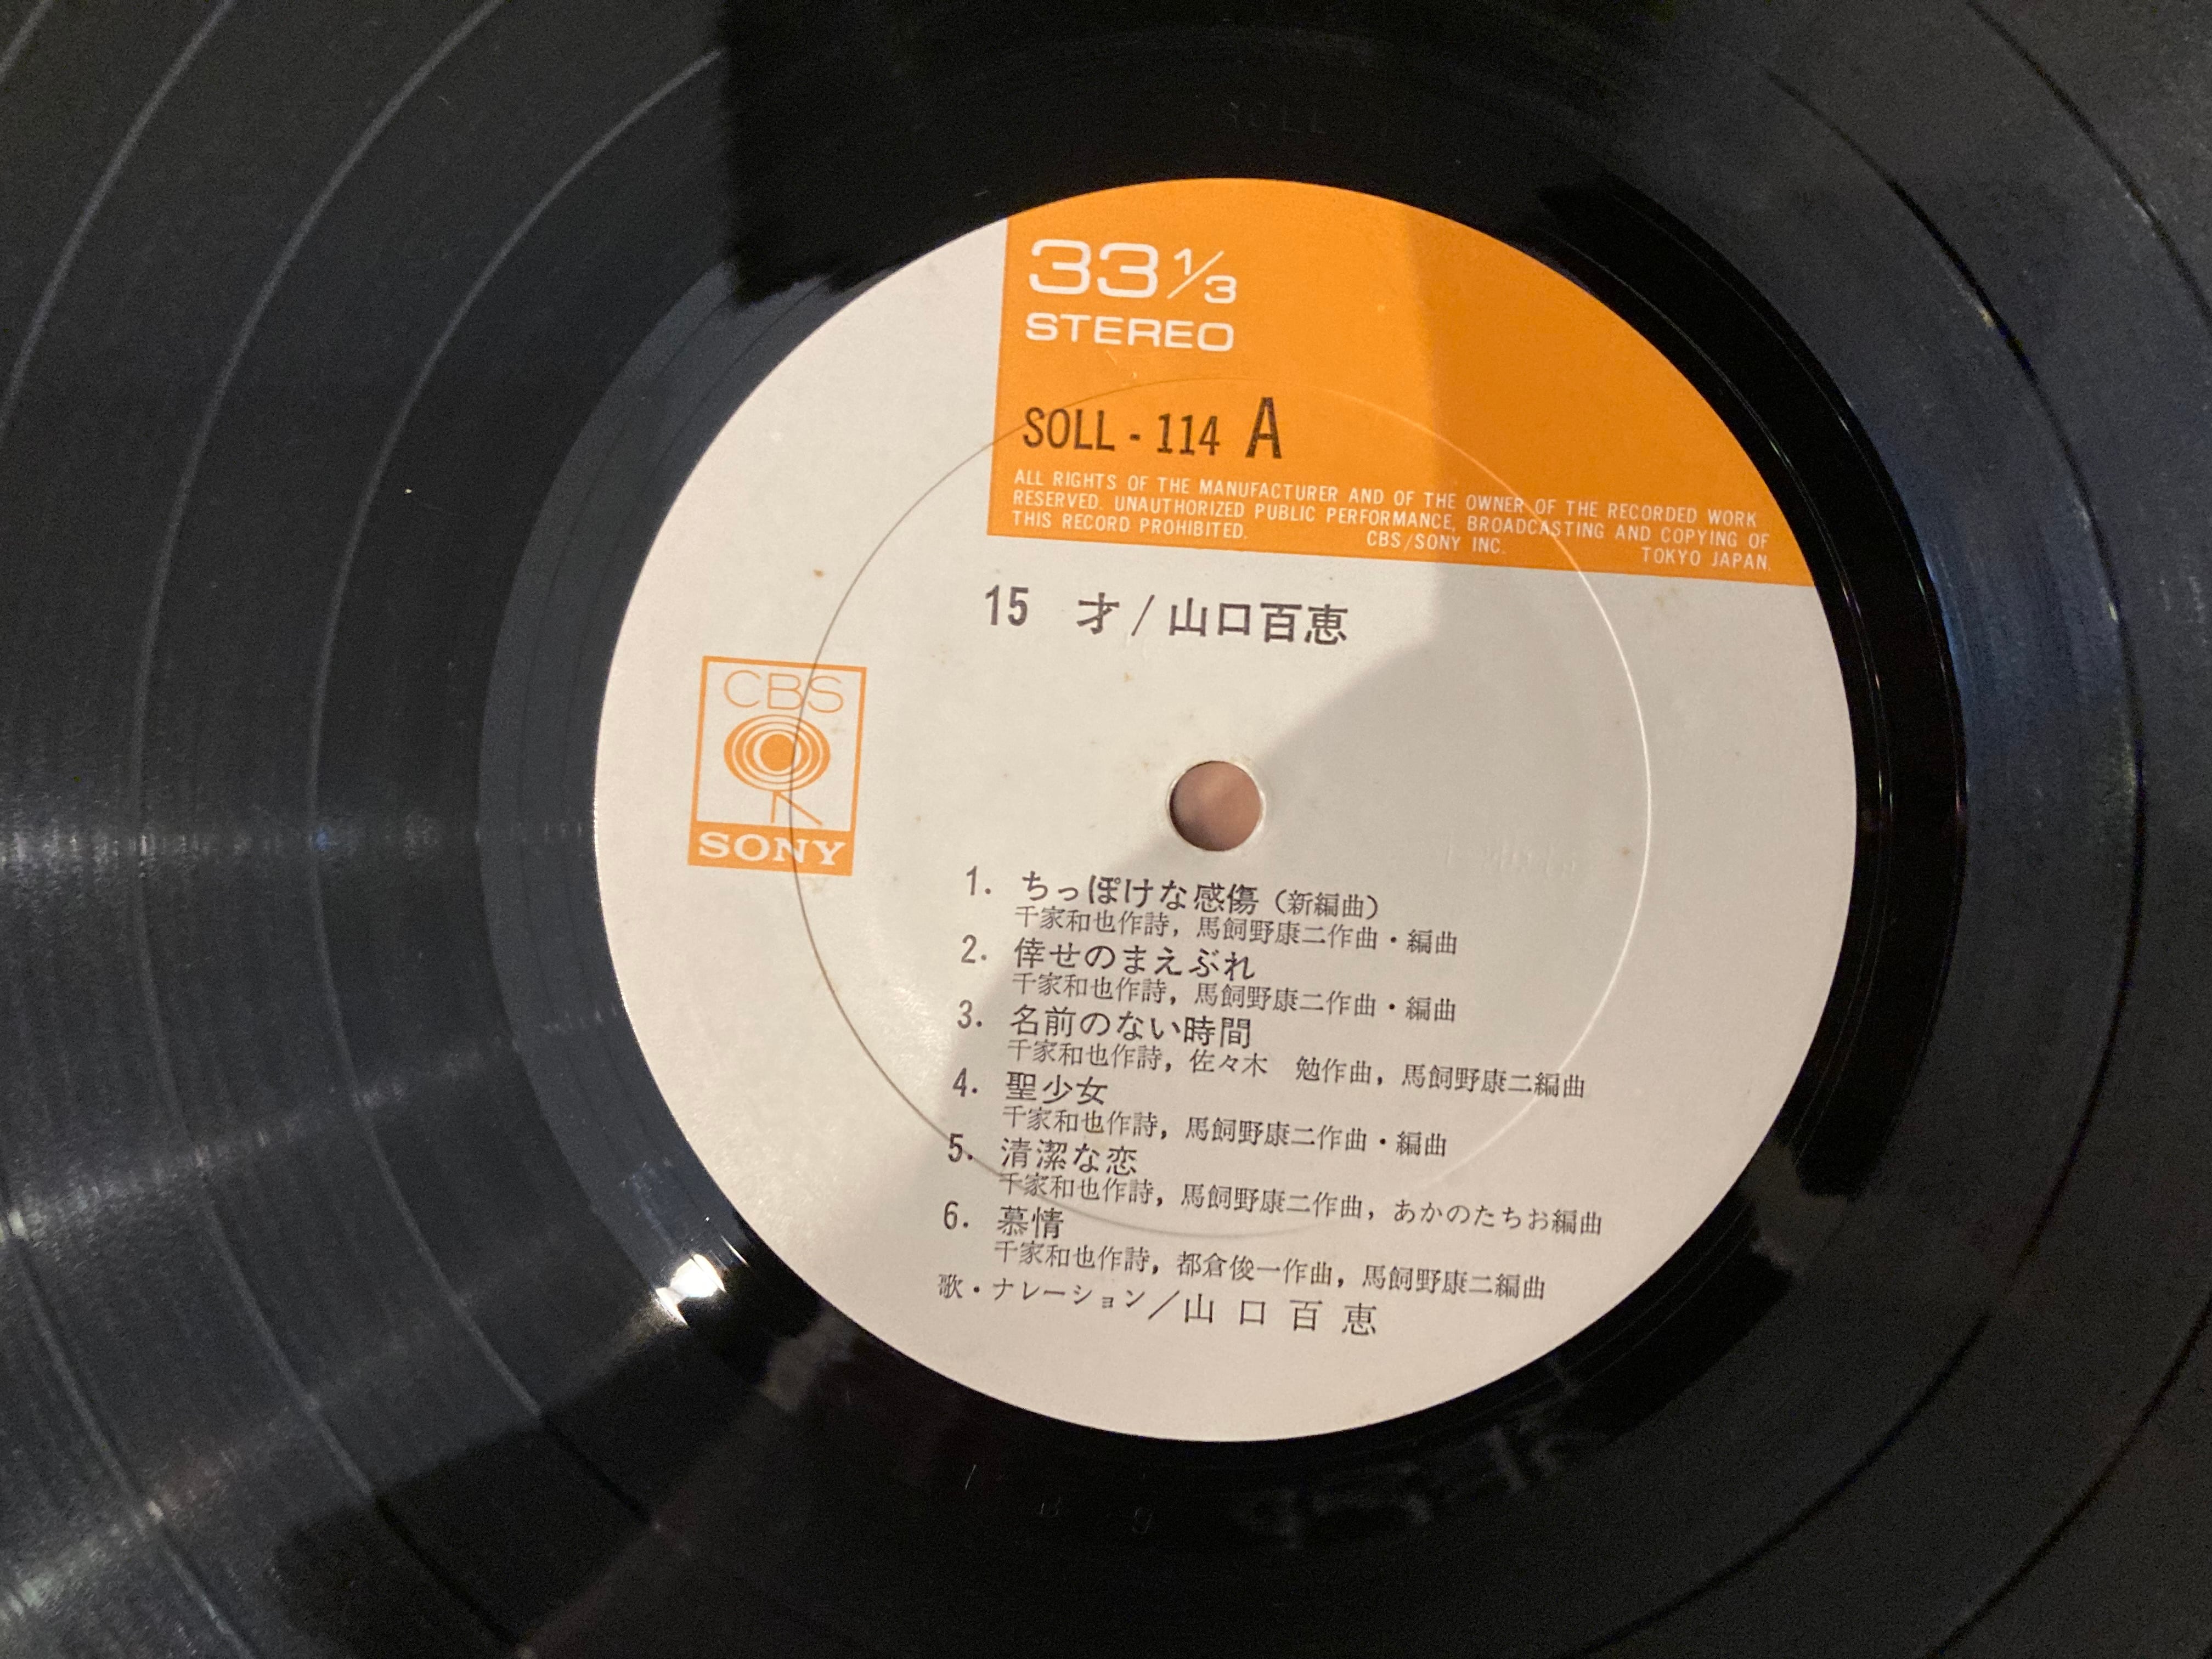 33 1/3
STEREO
SOLL - 114 A
ALL RIGHTS OF THE MANUFACTURER AND OF THE OWNER OF THE RECORDED WORK
RESERVED. UNAUTHORIZED PUBLIC PERFORMANCE, BROADCASTING AND COPYING OF
THIS RECORD PROHIBITED. CBS/SONY INC. TOKYO JAPAN.
15 才/山口百恵
CBS
SONY
1. ちっぽけな感傷（新編曲）
千家和也作詩，馬飼野康二作曲・編曲
2. 倖せのまえぶれ
千家和也作詩，馬飼野康二作曲・編曲
3. 名前のない時間
千家和也作詩，佐々木 勉作曲，馬飼野康二編曲
4. 聖少女
千家和也作詩，馬飼野康二作曲・編曲
5. 清潔な恋
千家和也作詩，馬飼野康二作曲，あかのたちお編曲
6. 慕情
千家和也作詩，都倉俊一作曲，馬飼野康二編曲
歌・ナレーション／山口百恵